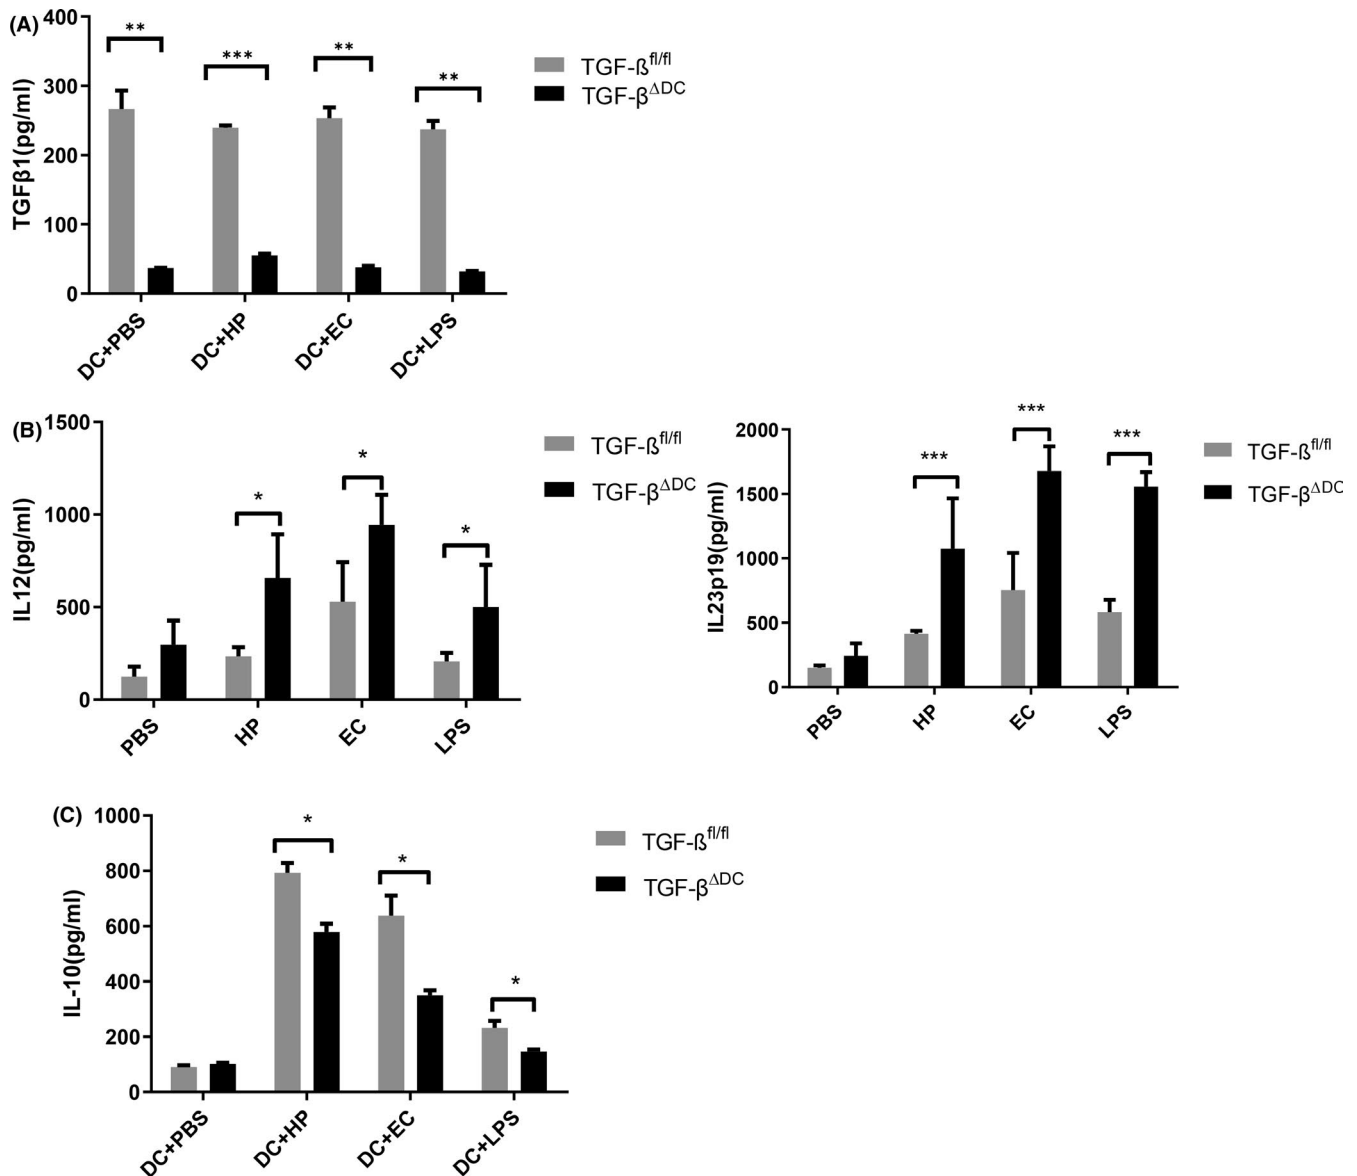 (A)
TGFβ1(pg/ml)
400
300
200
100
0
** *** ** **
DC+PBS DC+HP DC+EC DC+LPS
TGF-ß^fl/fl
TGF-β^ΔDC
(B)
IL12(pg/ml)
1500
1000
500
0
* * *
PBS HP EC LPS
TGF-ß^fl/fl
TGF-β^ΔDC
IL23p19(pg/ml)
2000
1500
1000
500
0
*** *** ***
PBS HP EC LPS
TGF-ß^fl/fl
TGF-β^ΔDC
(C)
IL-10(pg/ml)
1000
800
600
400
200
0
* * *
DC+PBS DC+HP DC+EC DC+LPS
TGF-ß^fl/fl
TGF-β^ΔDC